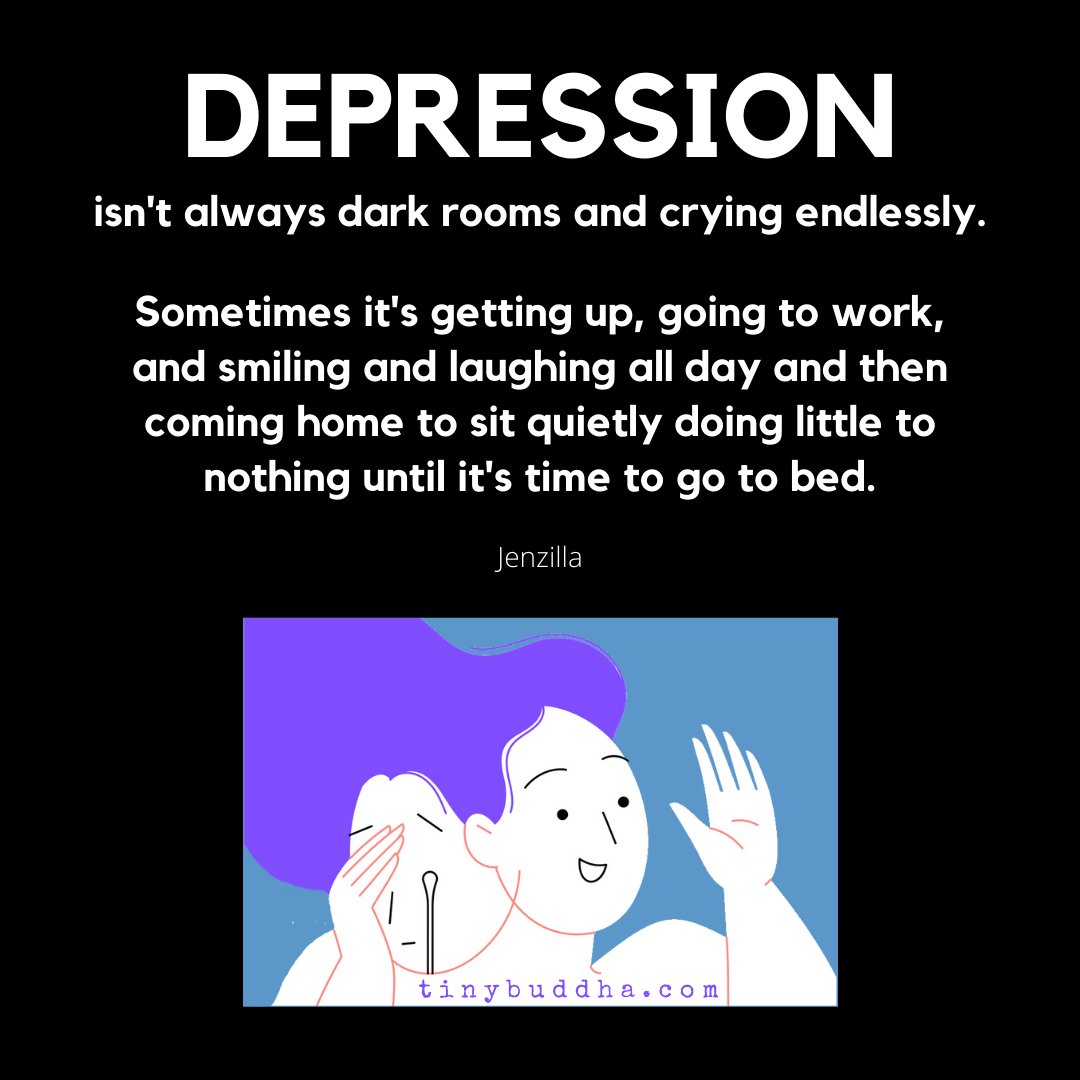 DEPRESSION
isn't always dark rooms and crying endlessly.
Sometimes it's getting up, going to work,
and smiling and laughing all day and then
coming home to sit quietly doing little to
nothing until it's time to go to bed.
Jenzilla
tinybuddha.com